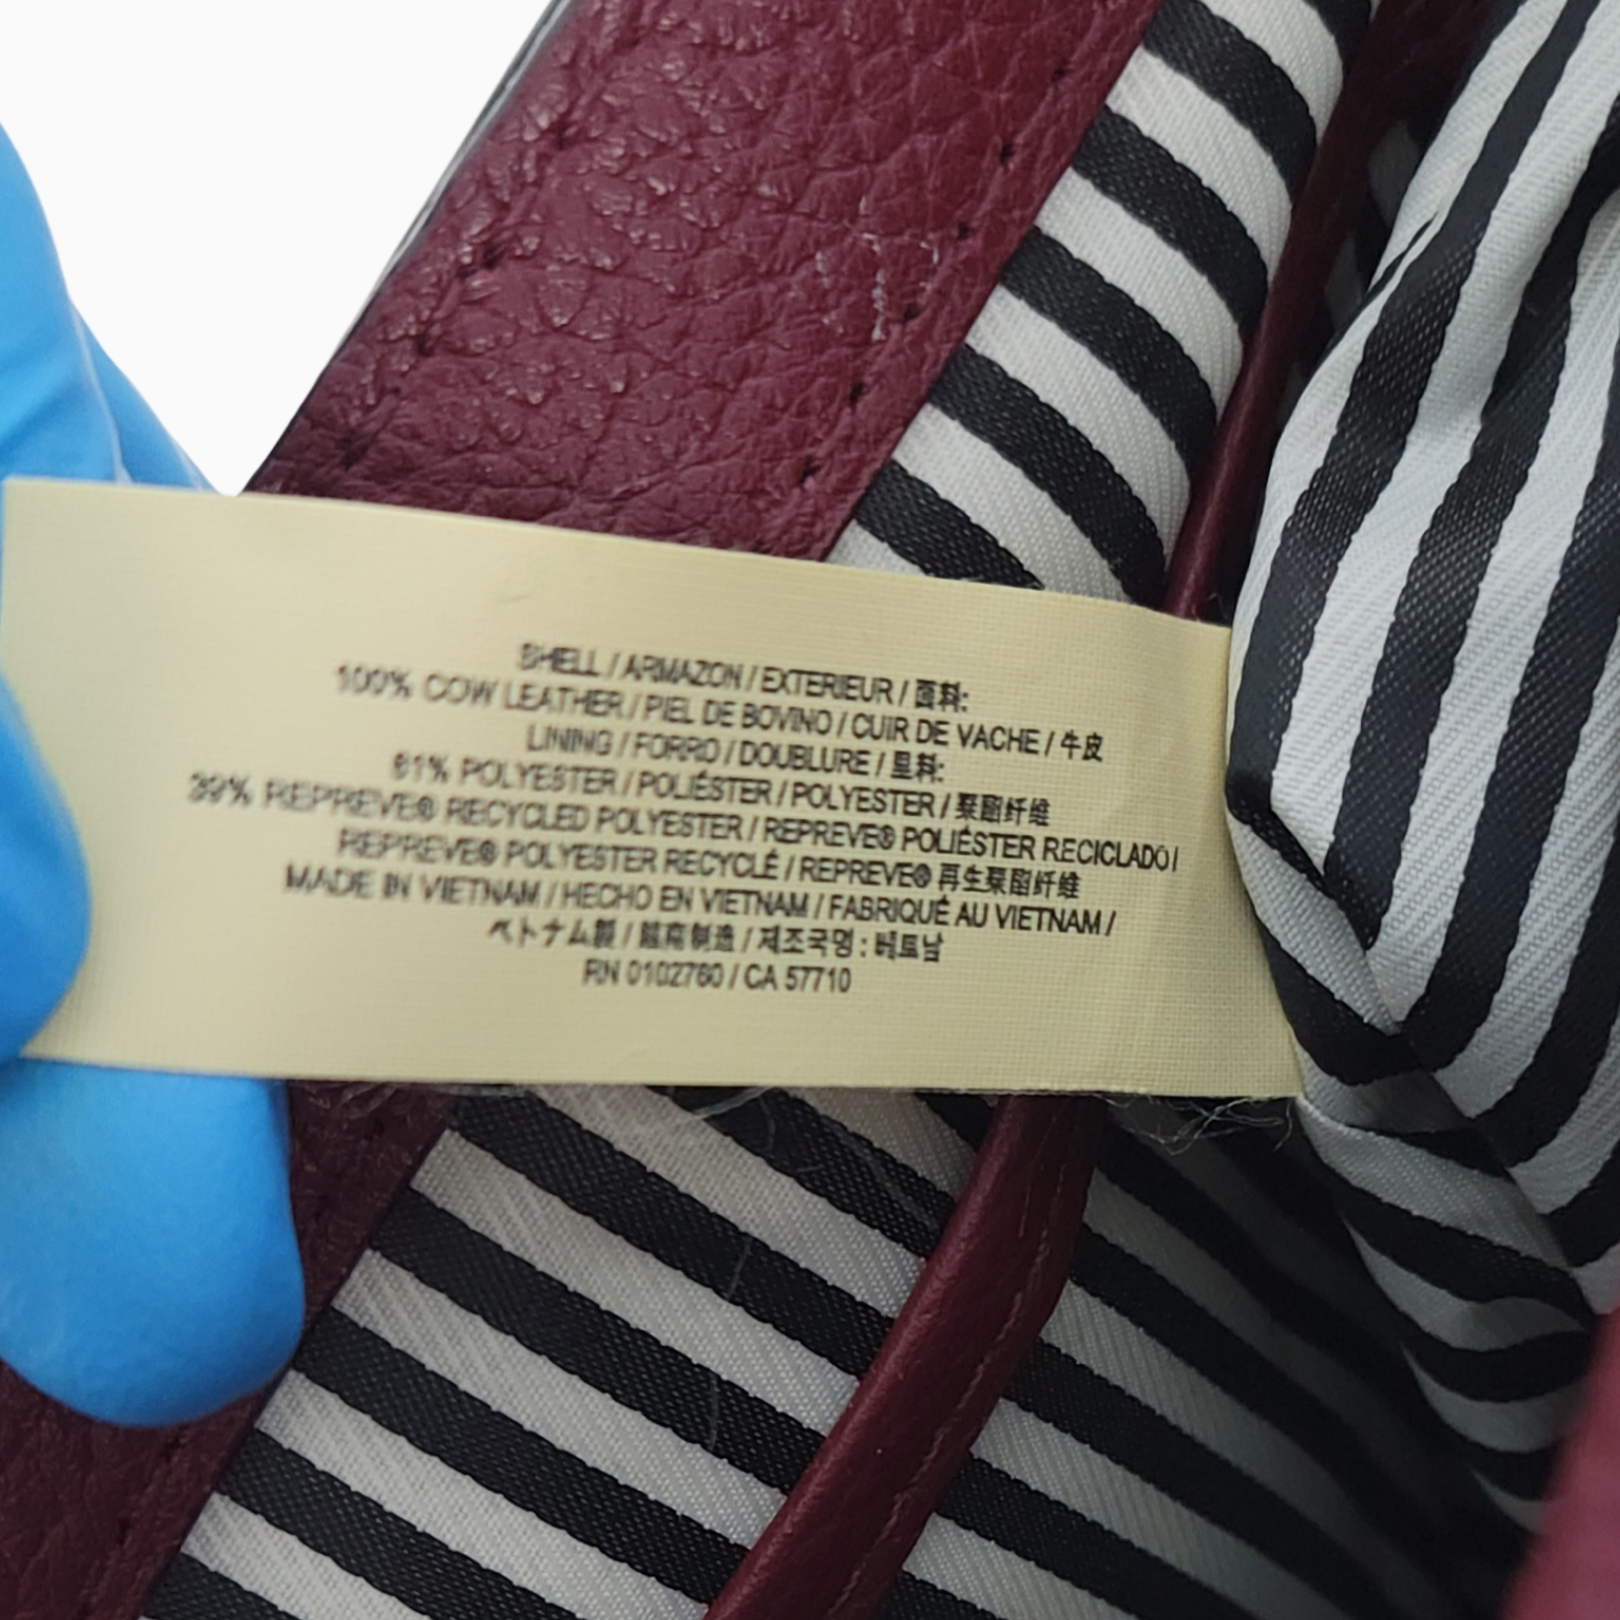 SHELL / ARMAZON / EXTERIEUR / 面料:
100% COW LEATHER / PIEL DE BOVINO / CUIR DE VACHE / 牛皮
LINING / FORRO / DOUBLURE / 里料:
61% POLYESTER / POLIÉSTER / POLYESTER / 聚酯纤维
39% REPREVE® RECYCLED POLYESTER / REPREVE® POLIÉSTER RECICLADO /
REPREVE® POLYESTER RECYCLÉ / REPREVE® 再生聚酯纤维
MADE IN VIETNAM / HECHO EN VIETNAM / FABRIQUÉ AU VIETNAM /
ベトナム製 / 越南制造 / 제조국명 : 베트남
RN 0102760 / CA 57710